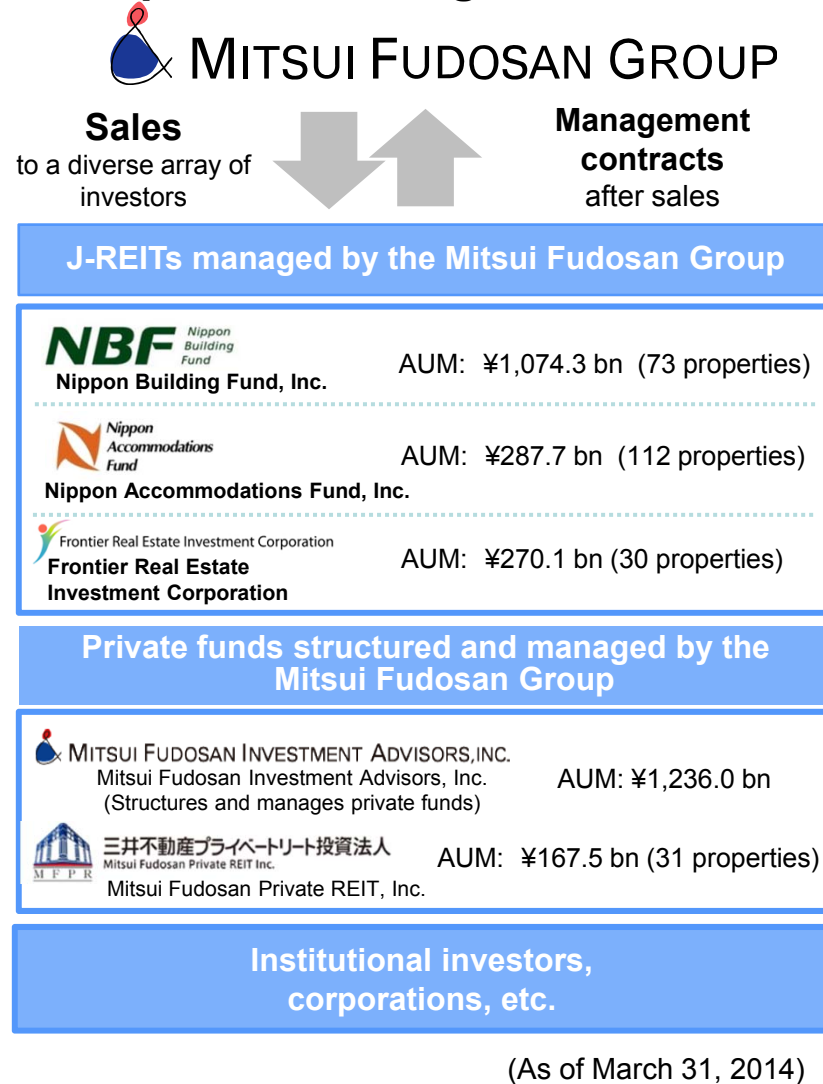 MITSUI FUDOSAN GROUP
Sales
to a diverse array of
investors
Management
contracts
after sales
J-REITs managed by the Mitsui Fudosan Group
NBF Nippon
Building
Fund
Nippon Building Fund, Inc.
AUM: ¥1,074.3 bn (73 properties)
Nippon
Accommodations
Fund
Nippon Accommodations Fund, Inc.
AUM: ¥287.7 bn (112 properties)
Frontier Real Estate Investment Corporation
Frontier Real Estate
Investment Corporation
AUM: ¥270.1 bn (30 properties)
Private funds structured and managed by the
Mitsui Fudosan Group
MITSUI FUDOSAN INVESTMENT ADVISORS,INC.
Mitsui Fudosan Investment Advisors, Inc.
(Structures and manages private funds)
AUM: ¥1,236.0 bn
MFPR
三井不動産プライベートリート投資法人
Mitsui Fudosan Private REIT Inc.
Mitsui Fudosan Private REIT, Inc.
AUM: ¥167.5 bn (31 properties)
Institutional investors,
corporations, etc.
(As of March 31, 2014)